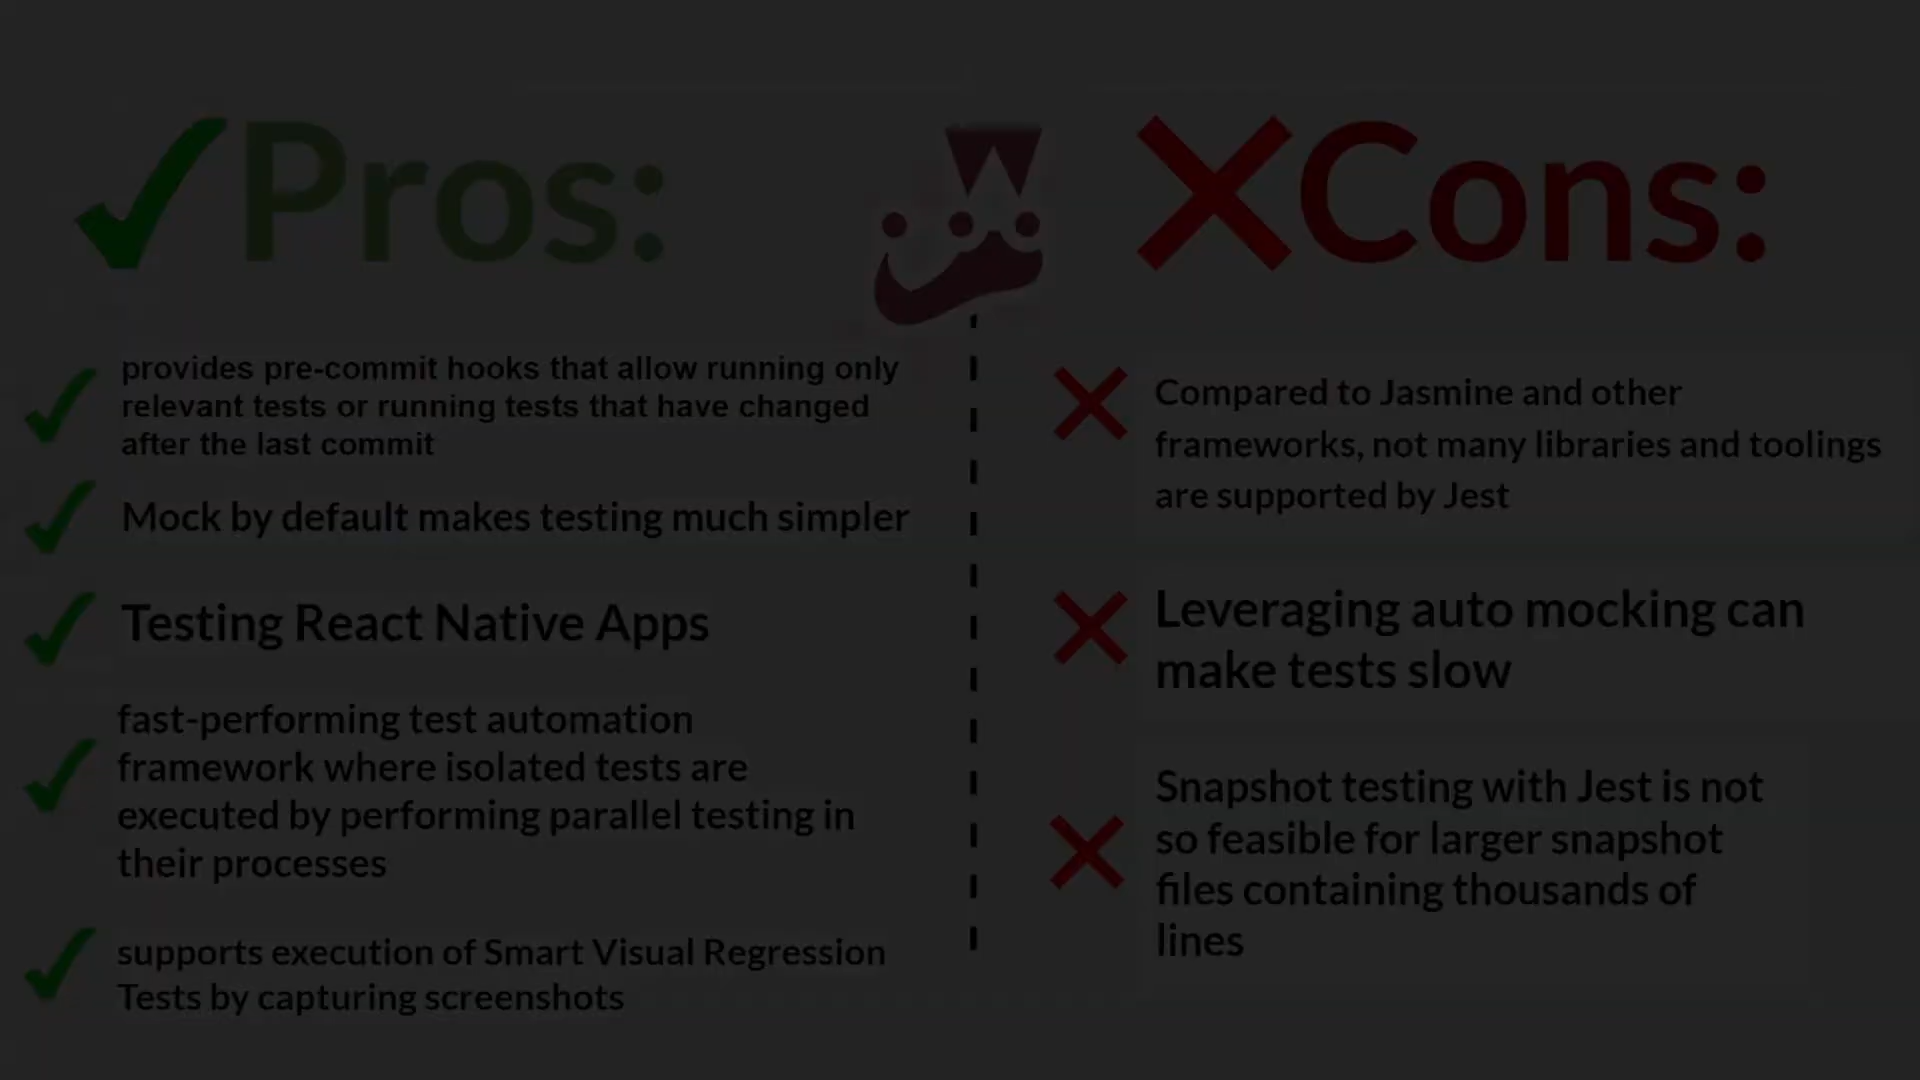 Pros:
provides pre-commit hooks that allow running only
relevant tests or running tests that have changed
after the last commit
Mock by default makes testing much simpler
Testing React Native Apps
fast-performing test automation
framework where isolated tests are
executed by performing parallel testing in
their processes
supports execution of Smart Visual Regression
Tests by capturing screenshots
Cons:
Compared to Jasmine and other
frameworks, not many libraries and toolings
are supported by Jest
Leveraging auto mocking can
make tests slow
Snapshot testing with Jest is not
so feasible for larger snapshot
files containing thousands of
lines